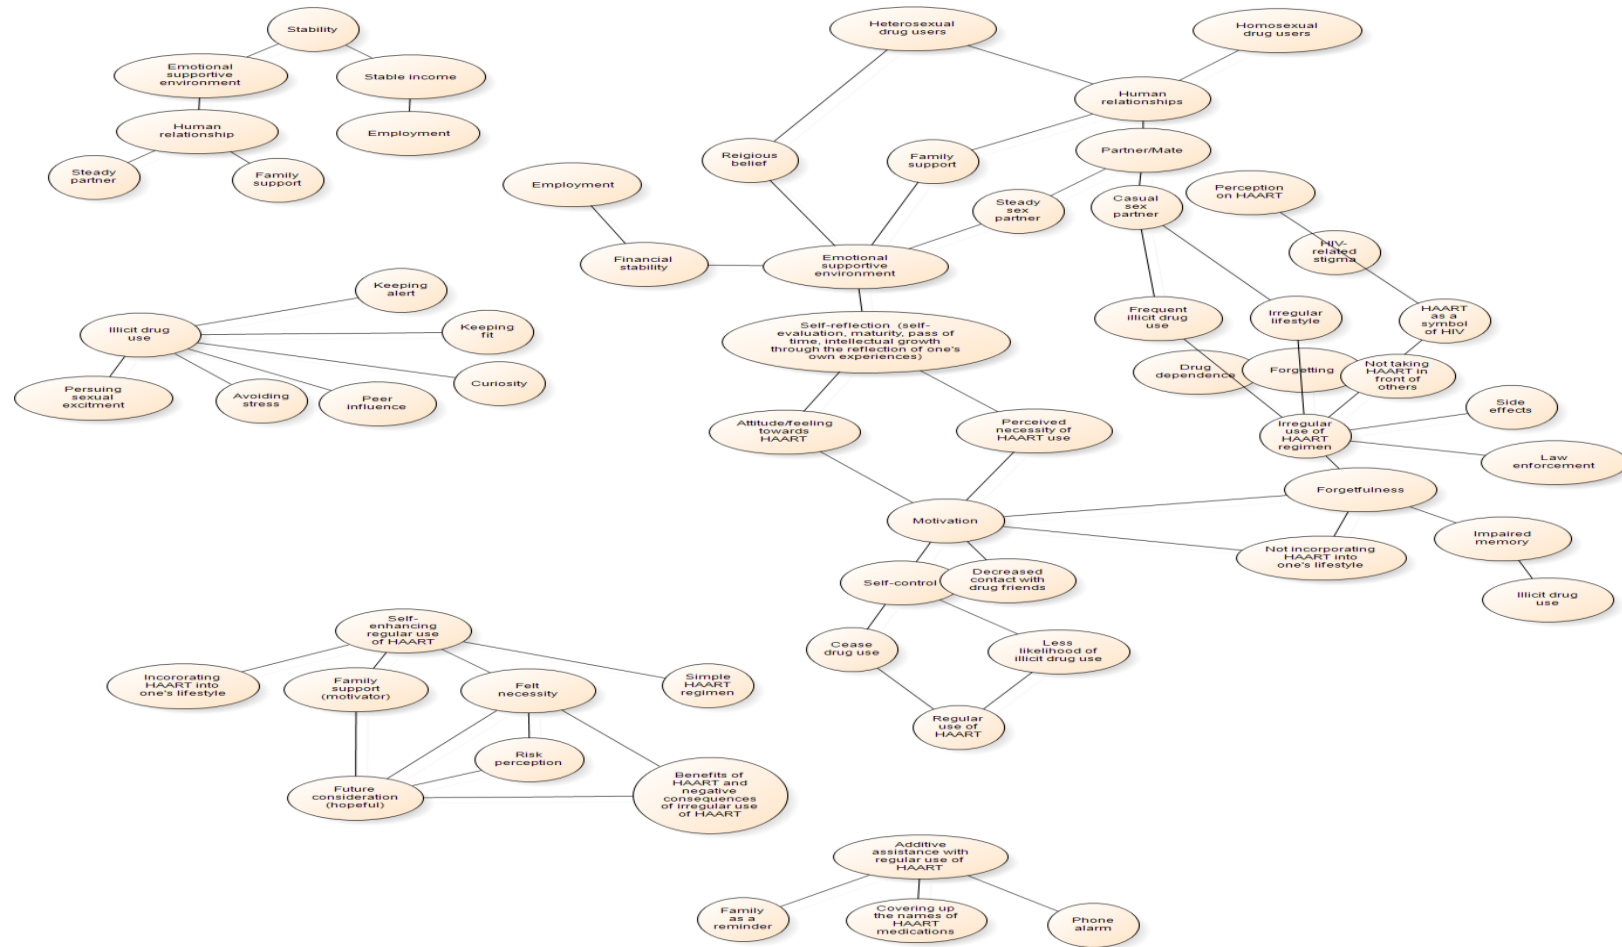 Stability
Emotional
supportive
environment
Stable income
Human
relationship
Employment
Steady
partner
Family
support
Heterosexual
drug users
Homosexual
drug users
Human
relationships
Reigious
belief
Family
support
Partner/Mate
Employment
Steady sex
partner
Casual
sex
partner
Perception
on HAART
HIV-
related
stigma
Financial
stability
Emotional
supportive
environment
Keeping
alert
Illicit drug
use
Keeping
fit
Curiosity
Persuing
sexual
excitment
Avoiding
stress
Peer
influence
Self-reflection (self-
evaluation, maturity, pass of
time, intellectual growth
through the reflection of one's
own experiences)
Frequent
illicit drug
use
Irregular
lifestyle
HAART
as a
symbol
of HIV
Drug
dependence
Forgetting
Not taking
HAART in
front of
others
Side
effects
Attitude/feeling
towards
HAART
Perceived
necessity of
HAART use
Irregular
use of
HAART
regimen
Law
enforcement
Forgetfulness
Motivation
Not incorporating
HAART into
one's lifestyle
Impaired
memory
Self-control
Decreased
contact with
drug friends
Illicit drug
use
Cease
drug use
Less
likelihood of
illicit drug use
Regular
use of
HAART
Self-
enhancing
regular use
of HAART
Incororating
HAART into
one's lifestyle
Family
support
(motivator)
Felt
necessity
Simple
HAART
regimen
Risk
perception
Future
consideration
(hopeful)
Benefits of
HAART and
negative
consequences
of irregular use
of HAART
Additive
assistance with
regular use of
HAART
Family
as a
reminder
Covering up
the names of
HAART
medications
Phone
alarm